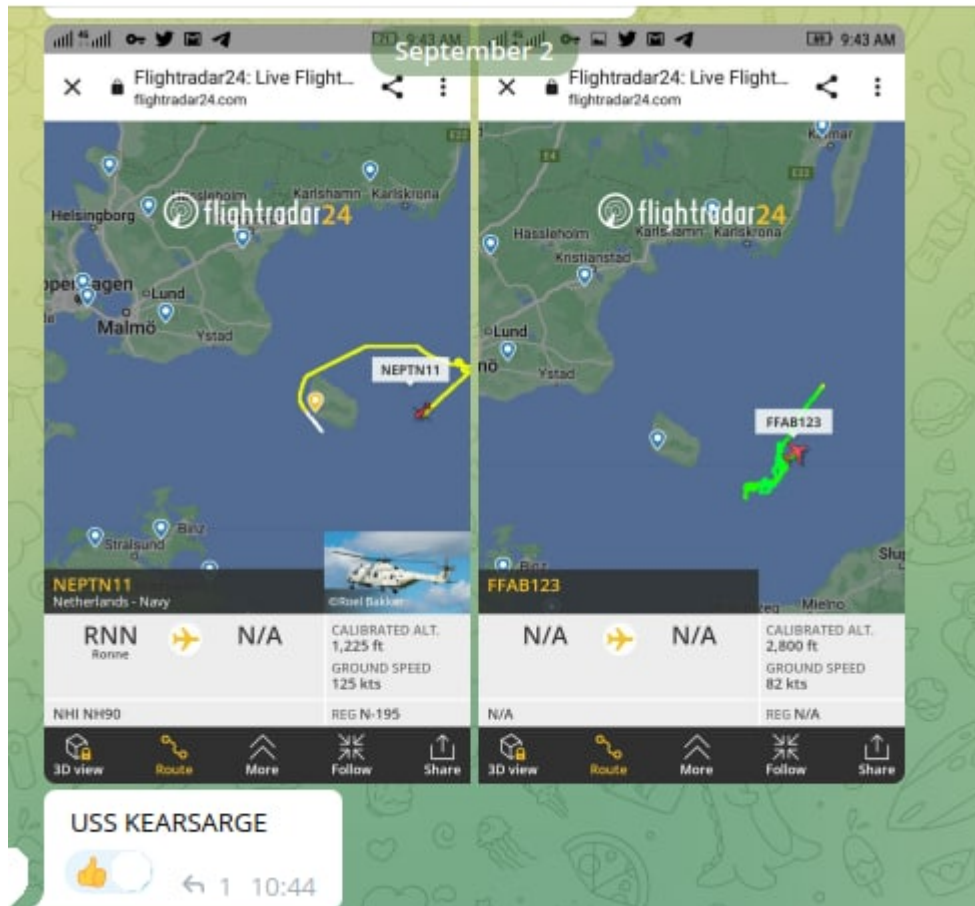 September 2
9:43 AM
9:43 AM
Flightradar24: Live Flight...
flightradar24.com
Flightradar24: Live Flight...
flightradar24.com
E22
Karlshamn
Karlskrona
Helsingborg
flightradar24
Lund
Malmö
Ystad
NEPTN11
Binz
Stralsund
NEPTN11
Netherlands - Navy
©Roel Bakker
RNN
Ronne
N/A
CALIBRATED ALT.
1,225 ft
GROUND SPEED
125 kts
NHI NH90
REG N-195
3D view
Route
More
Follow
Share
E4
E22
flightradar24
Hässleholm
Karlskrona
Kristianstad
Lund
Ystad
FFAB123
Mielno
FFAB123
N/A
N/A
CALIBRATED ALT.
2,800 ft
GROUND SPEED
82 kts
N/A
REG N/A
3D view
Route
More
Follow
Share
USS KEARSARGE
1 10:44